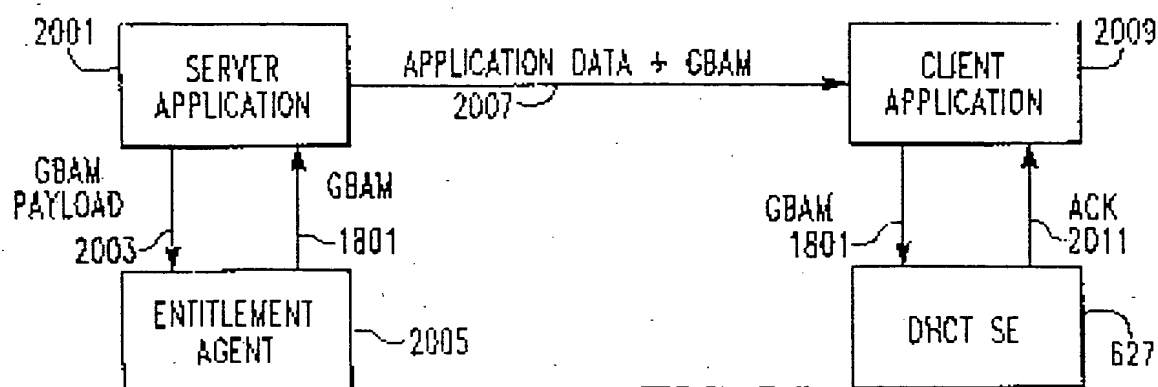 2001
SERVER
APPLICATION
APPLICATION DATA + GBAM
2007
2009
CLIENT
APPLICATION
GBAM
PAYLOAD
2003
GBAM
1801
GBAM
1801
ACK
2011
ENTITLEMENT
AGENT
2005
DHCT SE
627